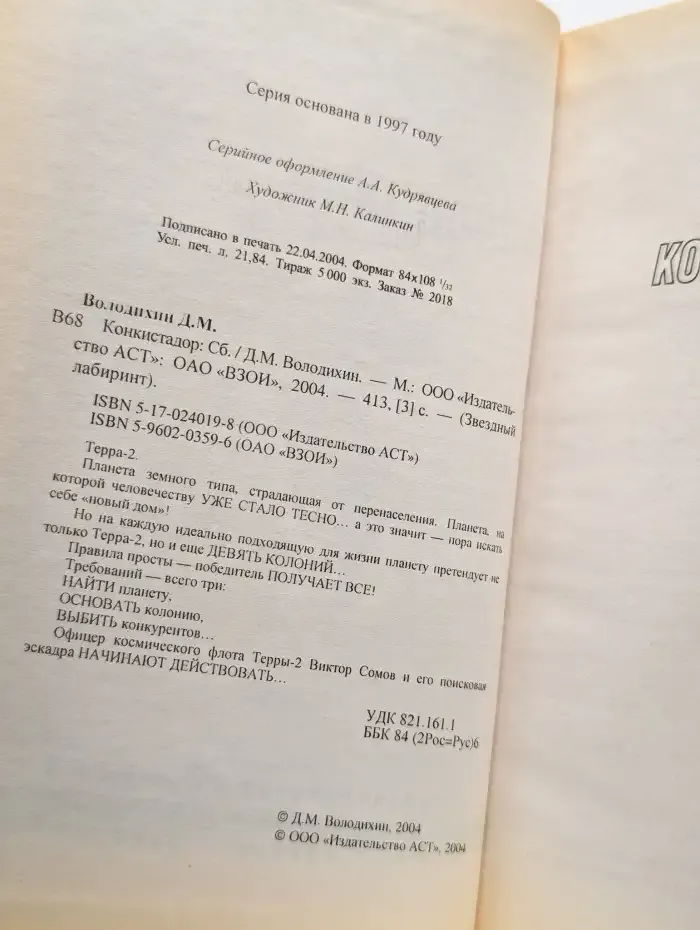 Серия основана в 1997 году
Серийное оформление А.А. Кудрявцева
Художник М.Н. Калинкин
Подписано в печать 22.04.2004. Формат 84×108 1/32
Усл. печ. л. 21,84. Тираж 5 000 экз. Заказ № 2018
Володихин Д.М.
В68 Конкистадор: Сб. / Д.М. Володихин. — М.: ООО «Издатель-
ство АСТ»: ОАО «ВЗОИ», 2004. — 413, [3] с. — (Звездный
лабиринт).
ISBN 5-17-024019-8 (ООО «Издательство АСТ»)
ISBN 5-9602-0359-6 (ОАО «ВЗОИ»)
Терра-2.
Планета земного типа, страдающая от перенаселения. Планета, на
которой человечеству УЖЕ СТАЛО ТЕСНО... а это значит — пора искать
себе «новый дом»!
Но на каждую идеально подходящую для жизни планету претендует не
только Терра-2, но и еще ДЕВЯТЬ КОЛОНИЙ...
Правила просты — победитель ПОЛУЧАЕТ ВСЕ!
Требований — всего три:
НАЙТИ планету,
ОСНОВАТЬ колонию,
ВЫБИТЬ конкурентов...
Офицер космического флота Терры-2 Виктор Сомов и его поисковая
эскадра НАЧИНАЮТ ДЕЙСТВОВАТЬ...
УДК 821.161.1
ББК 84 (2Рос=Рус)6
© Д.М. Володихин, 2004
© ООО «Издательство АСТ», 2004
КО